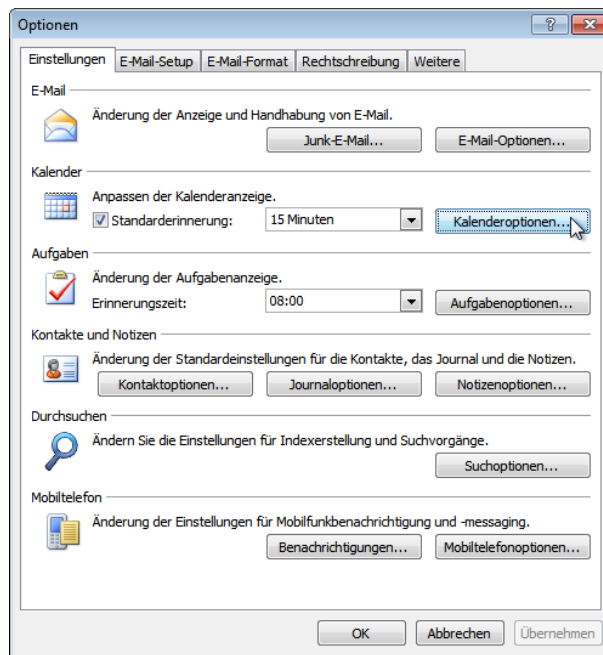 Optionen
Einstellungen E-Mail-Setup E-Mail-Format Rechtschreibung Weitere
E-Mail
Änderung der Anzeige und Handhabung von E-Mail.
Junk-E-Mail... E-Mail-Optionen...
Kalender
Anpassen der Kalenderanzeige.
Standarderinnerung: 15 Minuten Kalenderoptionen...
Aufgaben
Änderung der Aufgabenanzeige.
Erinnerungszeit: 08:00 Aufgabenoptionen...
Kontakte und Notizen
Änderung der Standardeinstellungen für die Kontakte, das Journal und die Notizen.
Kontaktoptionen... Journaloptionen... Notizenoptionen...
Durchsuchen
Ändern Sie die Einstellungen für Indexerstellung und Suchvorgänge.
Suchoptionen...
Mobiltelefon
Änderung der Einstellungen für Mobilfunkbenachrichtigung und -messaging.
Benachrichtigungen... Mobiltelefonoptionen...
OK Abbrechen Übernehmen